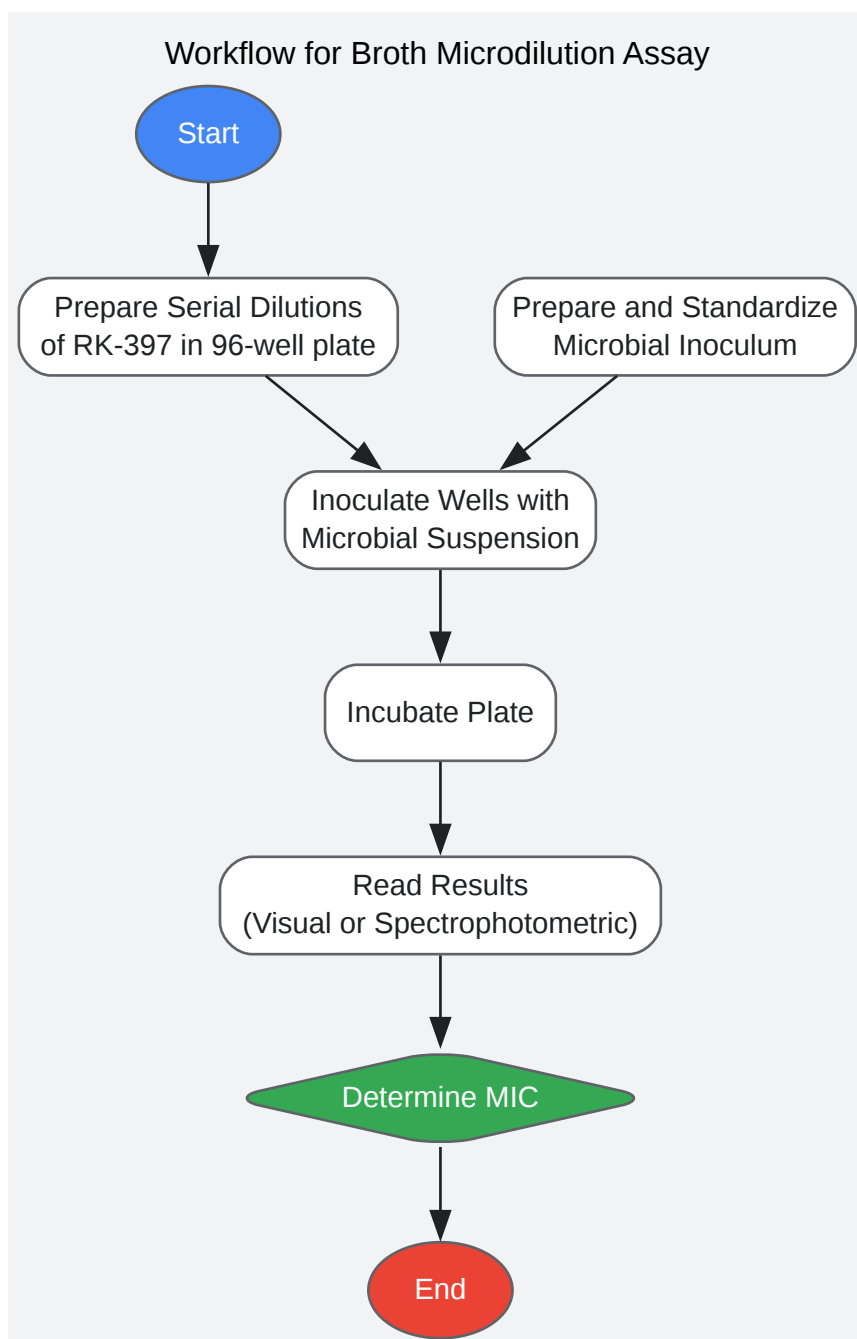 Workflow for Broth Microdilution Assay
Start
Prepare Serial Dilutions
of RK-397 in 96-well plate
Prepare and Standardize
Microbial Inoculum
Inoculate Wells with
Microbial Suspension
Incubate Plate
Read Results
(Visual or Spectrophotometric)
Determine MIC
End